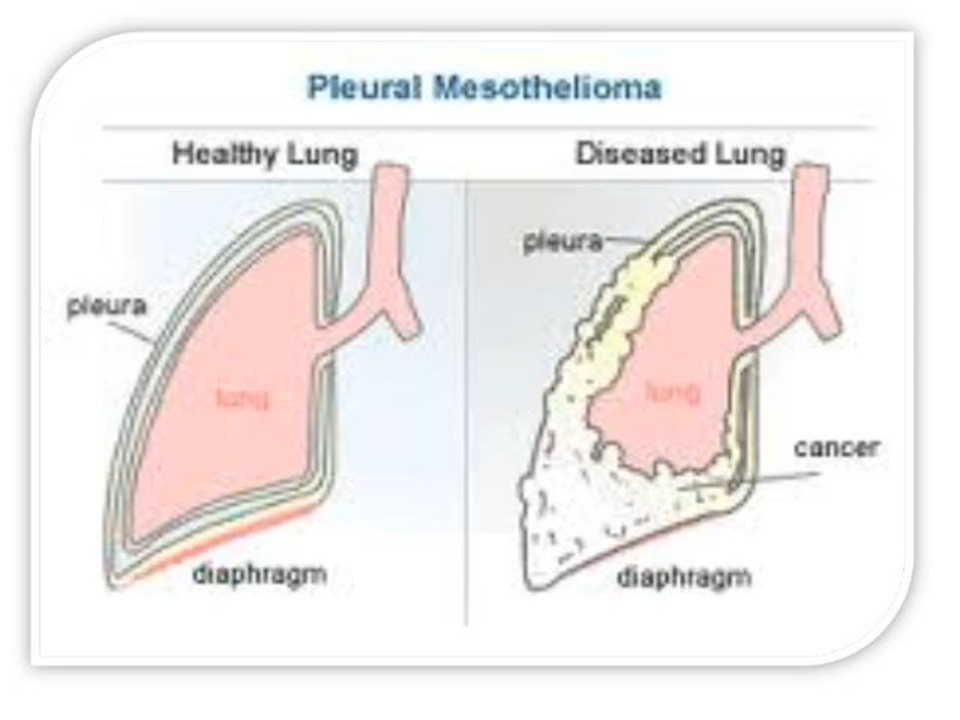 Pleural Mesothelioma
Healthy Lung
pleura
lung
diaphragm
Diseased Lung
pleura
lung
cancer
diaphragm